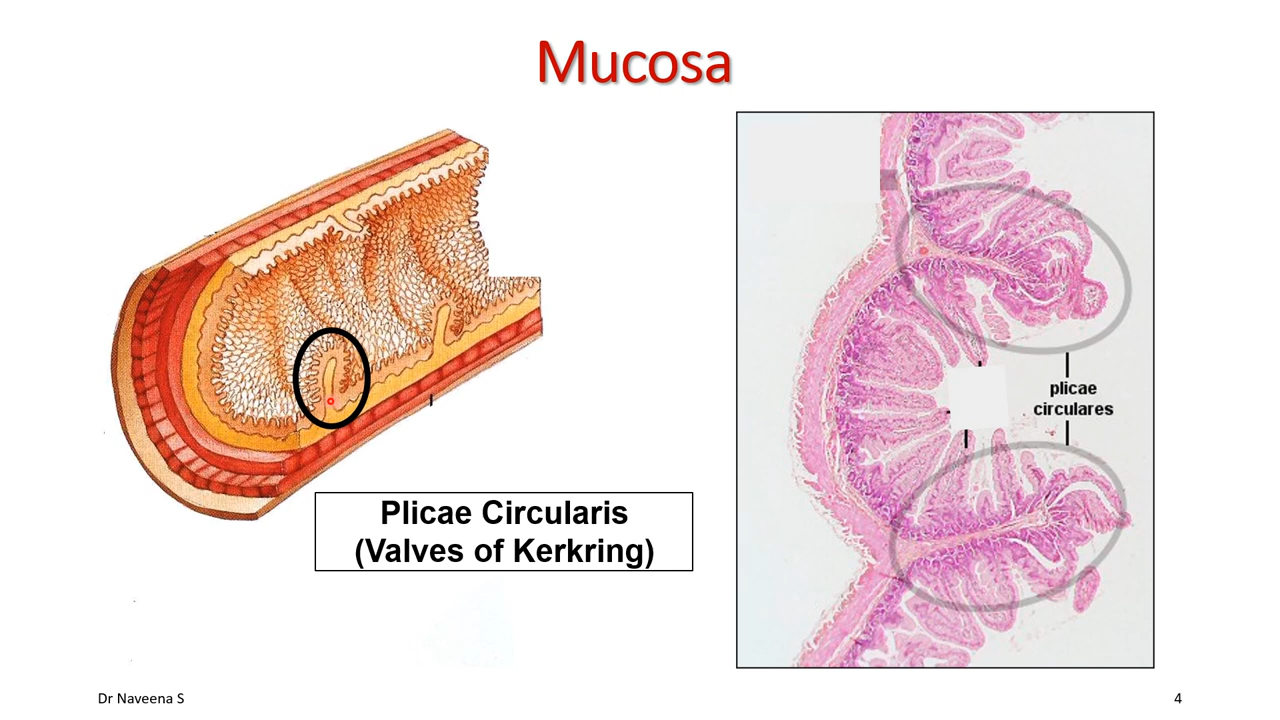 Mucosa
plicae
circulares
Plicae Circularis
(Valves of Kerkring)
Dr Naveena S
4